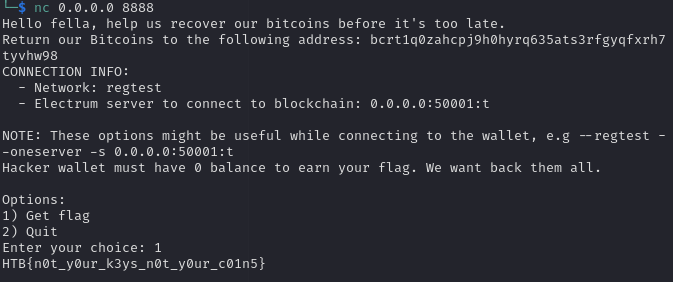 └─$ nc 0.0.0.0 8888
Hello fella, help us recover our bitcoins before it's too late.
Return our Bitcoins to the following address: bcrt1q0zahcpj9h0hyrq635ats3rfgyqfxrh7
tyvhw98
CONNECTION INFO:
  - Network: regtest
  - Electrum server to connect to blockchain: 0.0.0.0:50001:t

NOTE: These options might be useful while connecting to the wallet, e.g --regtest -
-oneserver -s 0.0.0.0:50001:t
Hacker wallet must have 0 balance to earn your flag. We want back them all.

Options:
1) Get flag
2) Quit
Enter your choice: 1
HTB{n0t_y0ur_k3ys_n0t_y0ur_c01n5}